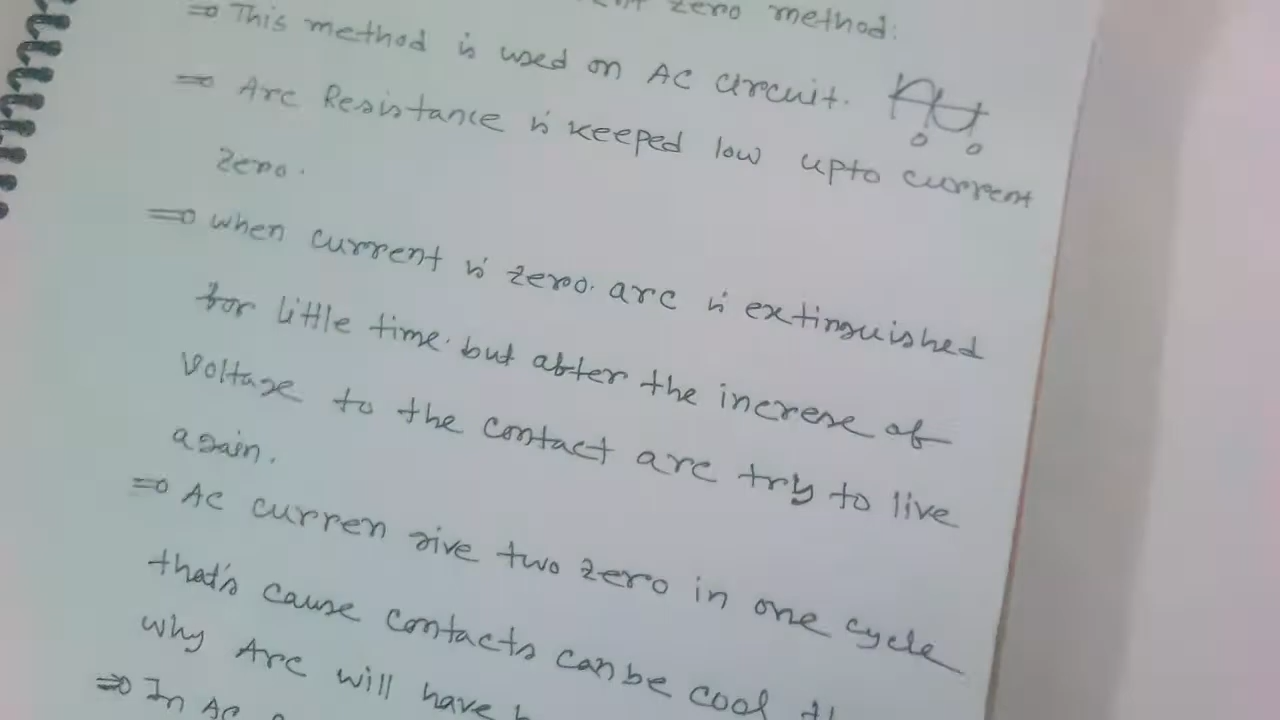 zero method:
⇒ This method is used on AC circuit.
0 0
⇒ Arc Resistance is keeped low upto current
zero.
⇒ when current is zero. arc is extinguished
for little time. but after the increse of
voltage to the contact arc try to live
again.
⇒ AC curren give two zero in one cycle
that's cause contacts can be cool
why Arc will have
⇒ In AC